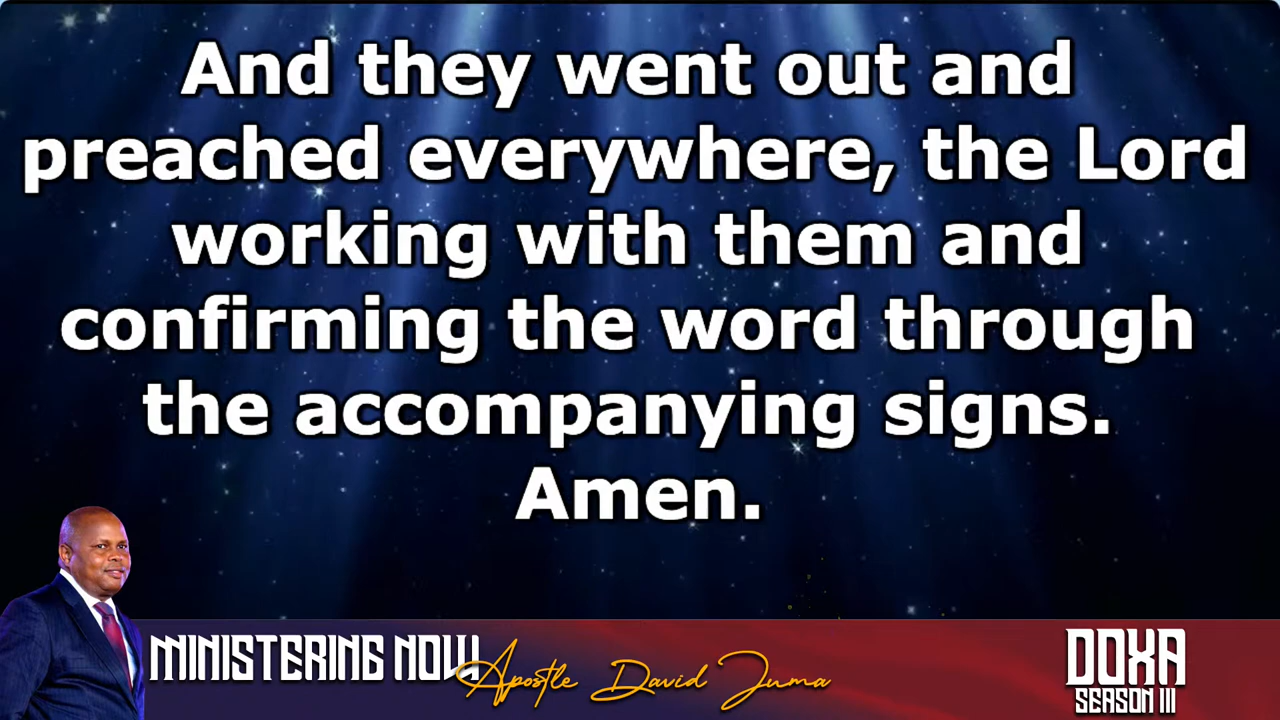 And they went out and
preached everywhere, the Lord
working with them and
confirming the word through
the accompanying signs.
Amen.
MINISTERING NOW
Apostle David Juma
DOXA
SEASON III